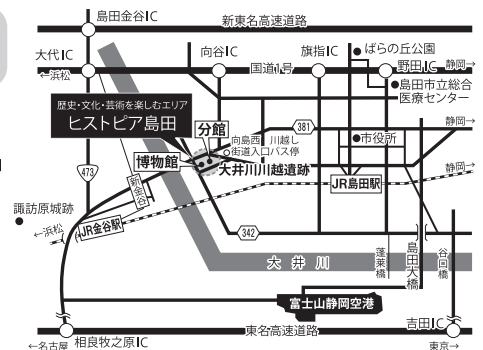 島田金谷IC
新東名高速道路
大代IC
向谷IC
旗指IC
ばらの丘公園
野田IC
静岡→
←浜松
国道1号
島田市立総合
医療センター
歴史・文化・芸術を楽しむエリア
ヒストピア島田
分館
381
静岡→
向島西 川越し
街道入口バス停
市役所
博物館
大井川川越遺跡
静岡→
473
新金谷
JR島田駅
諏訪原城跡
←浜松
JR金谷駅
342
大井川
蓬莱橋
島田大橋
谷口橋
富士山静岡空港
吉田IC
東名高速道路
←名古屋
相良牧之原IC
東京→